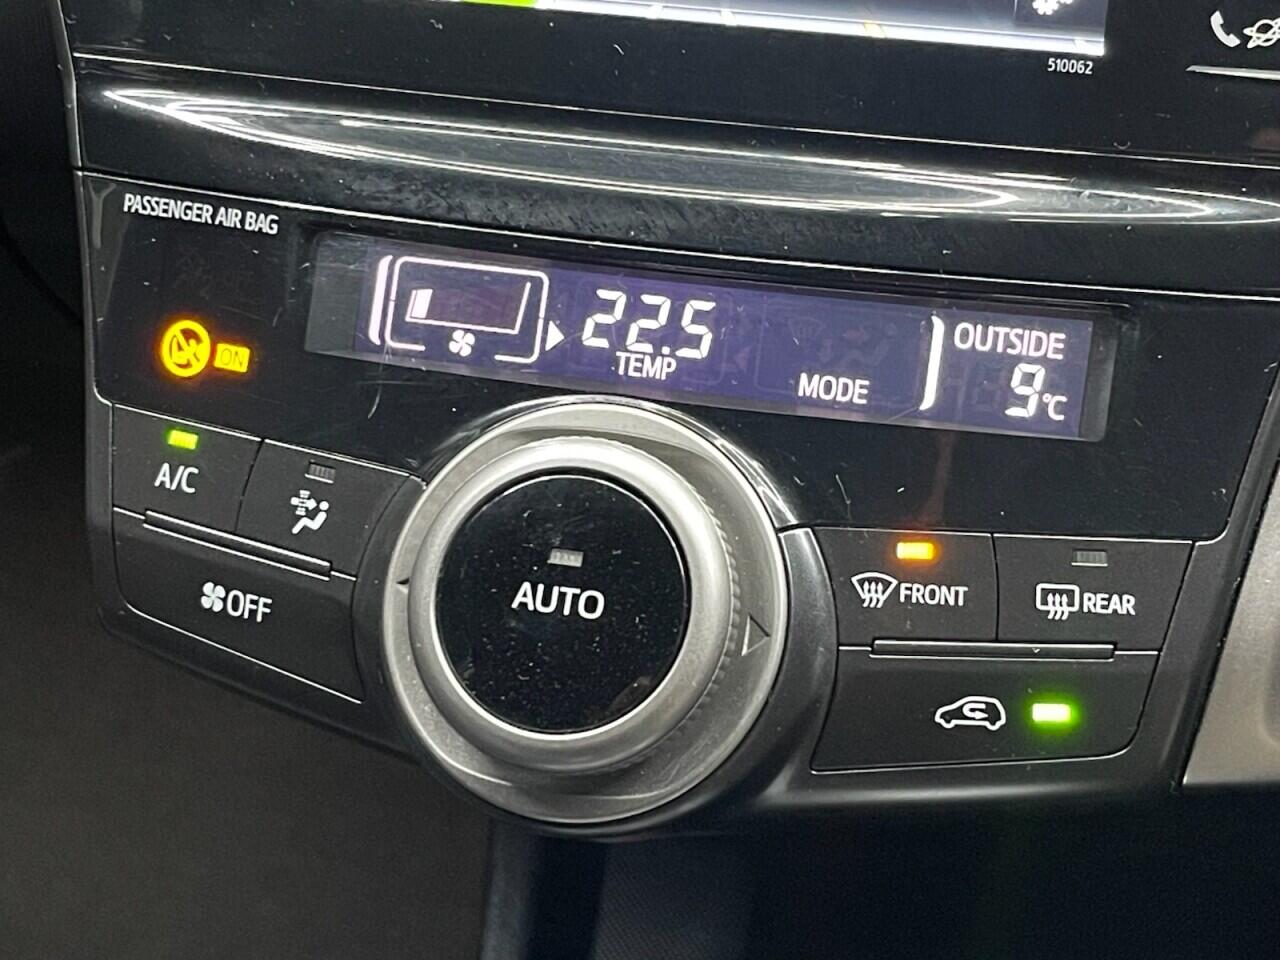 510062
PASSENGER AIR BAG
ON
22.5
TEMP
MODE
OUTSIDE
9°C
A/C
OFF
AUTO
FRONT
REAR